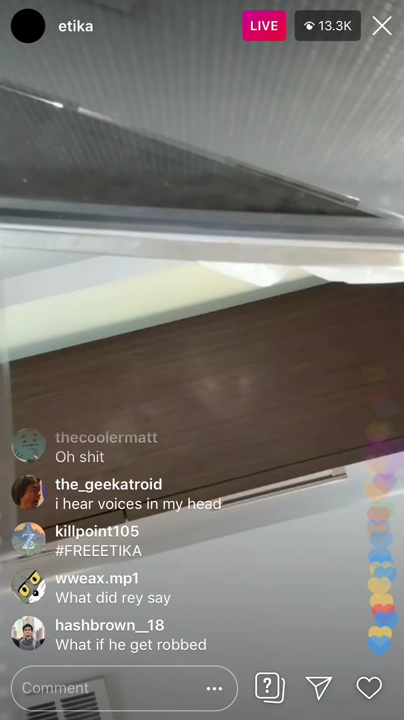 etika
LIVE
13.3K
thecoolermatt
Oh shit
the_geekatroid
i hear voices in my head
killpoint105
#FREEETIKA
wweax.mp1
What did rey say
hashbrown__18
What if he get robbed
Comment